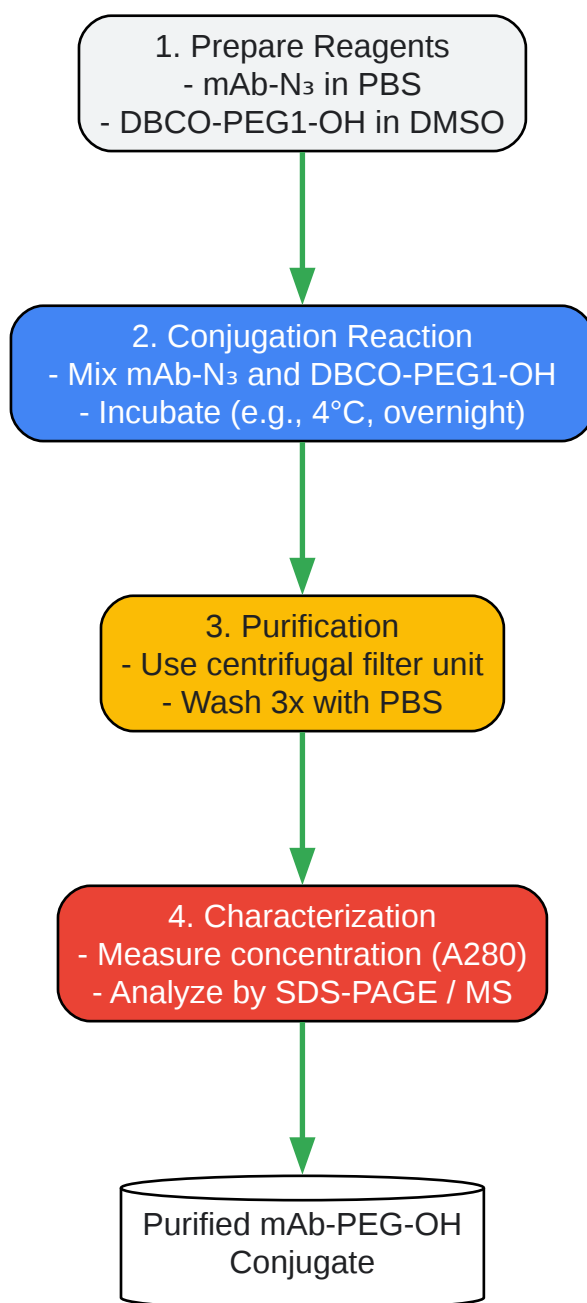 1. Prepare Reagents
- mAb-N₃ in PBS
- DBCO-PEG1-OH in DMSO
2. Conjugation Reaction
- Mix mAb-N₃ and DBCO-PEG1-OH
- Incubate (e.g., 4°C, overnight)
3. Purification
- Use centrifugal filter unit
- Wash 3x with PBS
4. Characterization
- Measure concentration (A280)
- Analyze by SDS-PAGE / MS
Purified mAb-PEG-OH
Conjugate